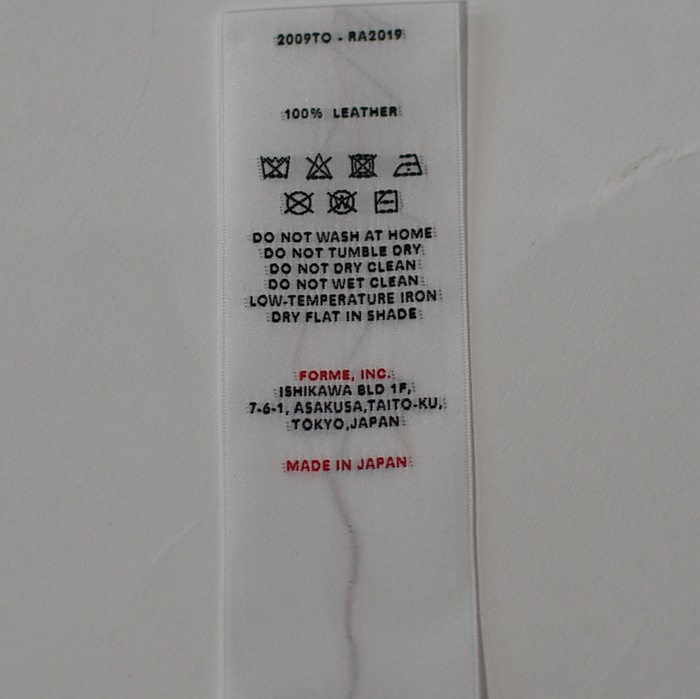 2009TO - RA2019
100% LEATHER
DO NOT WASH AT HOME
DO NOT TUMBLE DRY
DO NOT DRY CLEAN
DO NOT WET CLEAN
LOW-TEMPERATURE IRON
DRY FLAT IN SHADE
FORME, INC.
ISHIKAWA BLD 1F,
7-6-1, ASAKUSA,TAITO-KU,
TOKYO,JAPAN
MADE IN JAPAN